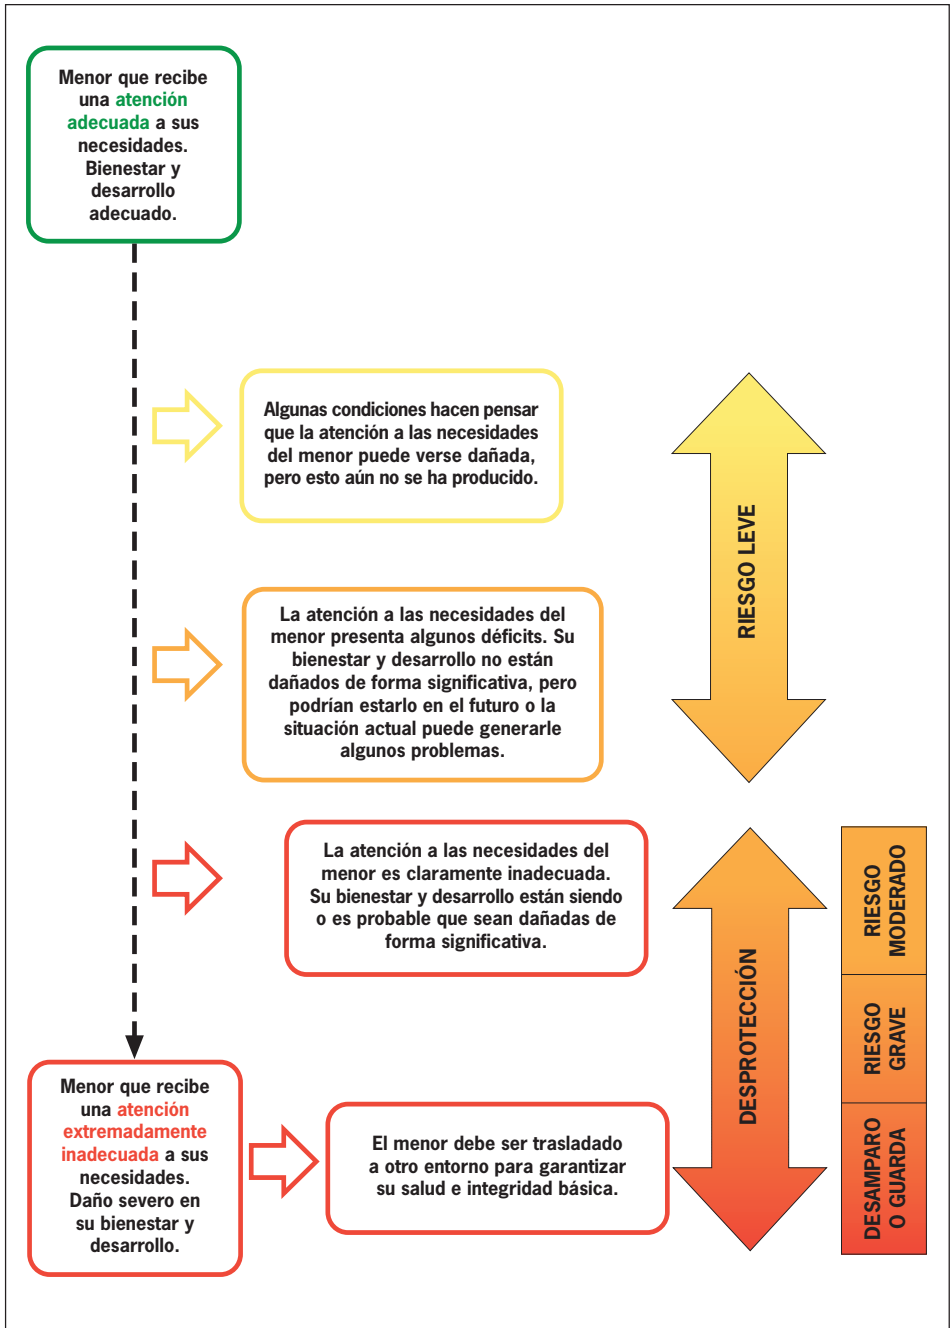 Menor que recibe
una atención
adecuada a sus
necesidades.
Bienestar y
desarrollo
adecuado.
Algunas condiciones hacen pensar
que la atención a las necesidades
del menor puede verse dañada,
pero esto aún no se ha producido.
La atención a las necesidades del
menor presenta algunos déficits. Su
bienestar y desarrollo no están
dañados de forma significativa, pero
podrían estarlo en el futuro o la
situación actual puede generarle
algunos problemas.
RIESGO LEVE
La atención a las necesidades del
menor es claramente inadecuada.
Su bienestar y desarrollo están siendo
o es probable que sean dañadas de
forma significativa.
Menor que recibe
una atención
extremadamente
inadecuada a sus
necesidades.
Daño severo en
su bienestar y
desarrollo.
El menor debe ser trasladado
a otro entorno para garantizar
su salud e integridad básica.
DESPROTECCIÓN
RIESGO
MODERADO
RIESGO
GRAVE
DESAMPARO
O GUARDA